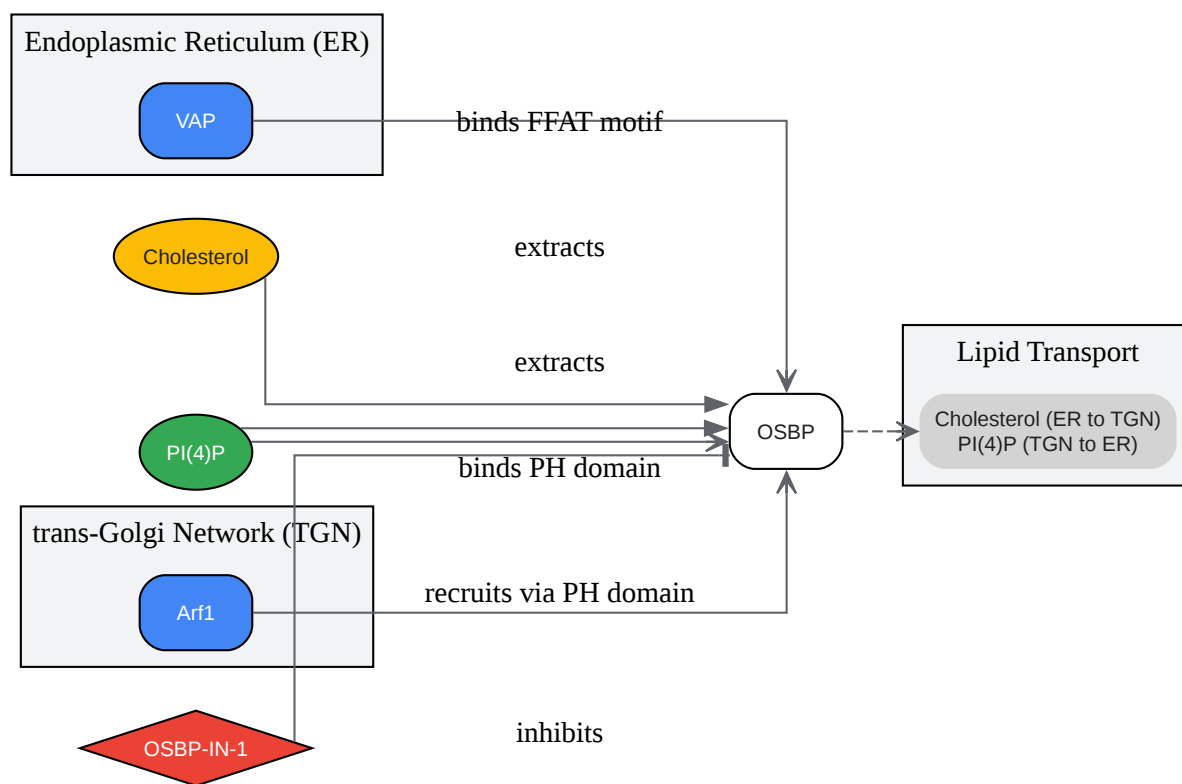 Endoplasmic Reticulum (ER)
VAP
binds FFAT motif
Cholesterol
extracts
extracts
Lipid Transport
Cholesterol (ER to TGN)
PI(4)P (TGN to ER)
OSBP
PI(4)P
binds PH domain
trans-Golgi Network (TGN)
Arf1
recruits via PH domain
OSBP-IN-1
inhibits